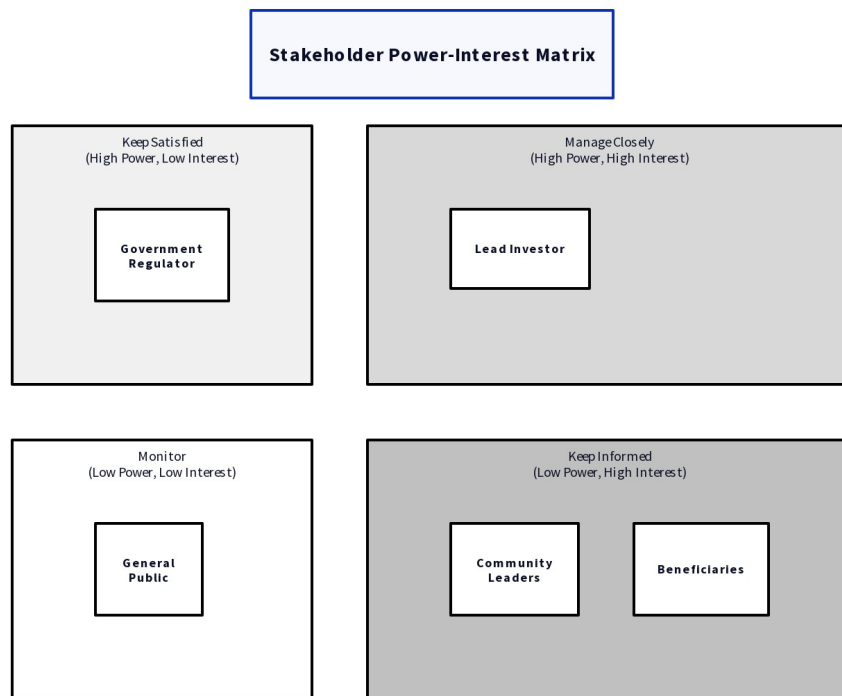 Stakeholder Power-Interest Matrix
Keep Satisfied
(High Power, Low Interest)
Government
Regulator
Manage Closely
(High Power, High Interest)
Lead Investor
Monitor
(Low Power, Low Interest)
General
Public
Keep Informed
(Low Power, High Interest)
Community
Leaders
Beneficiaries